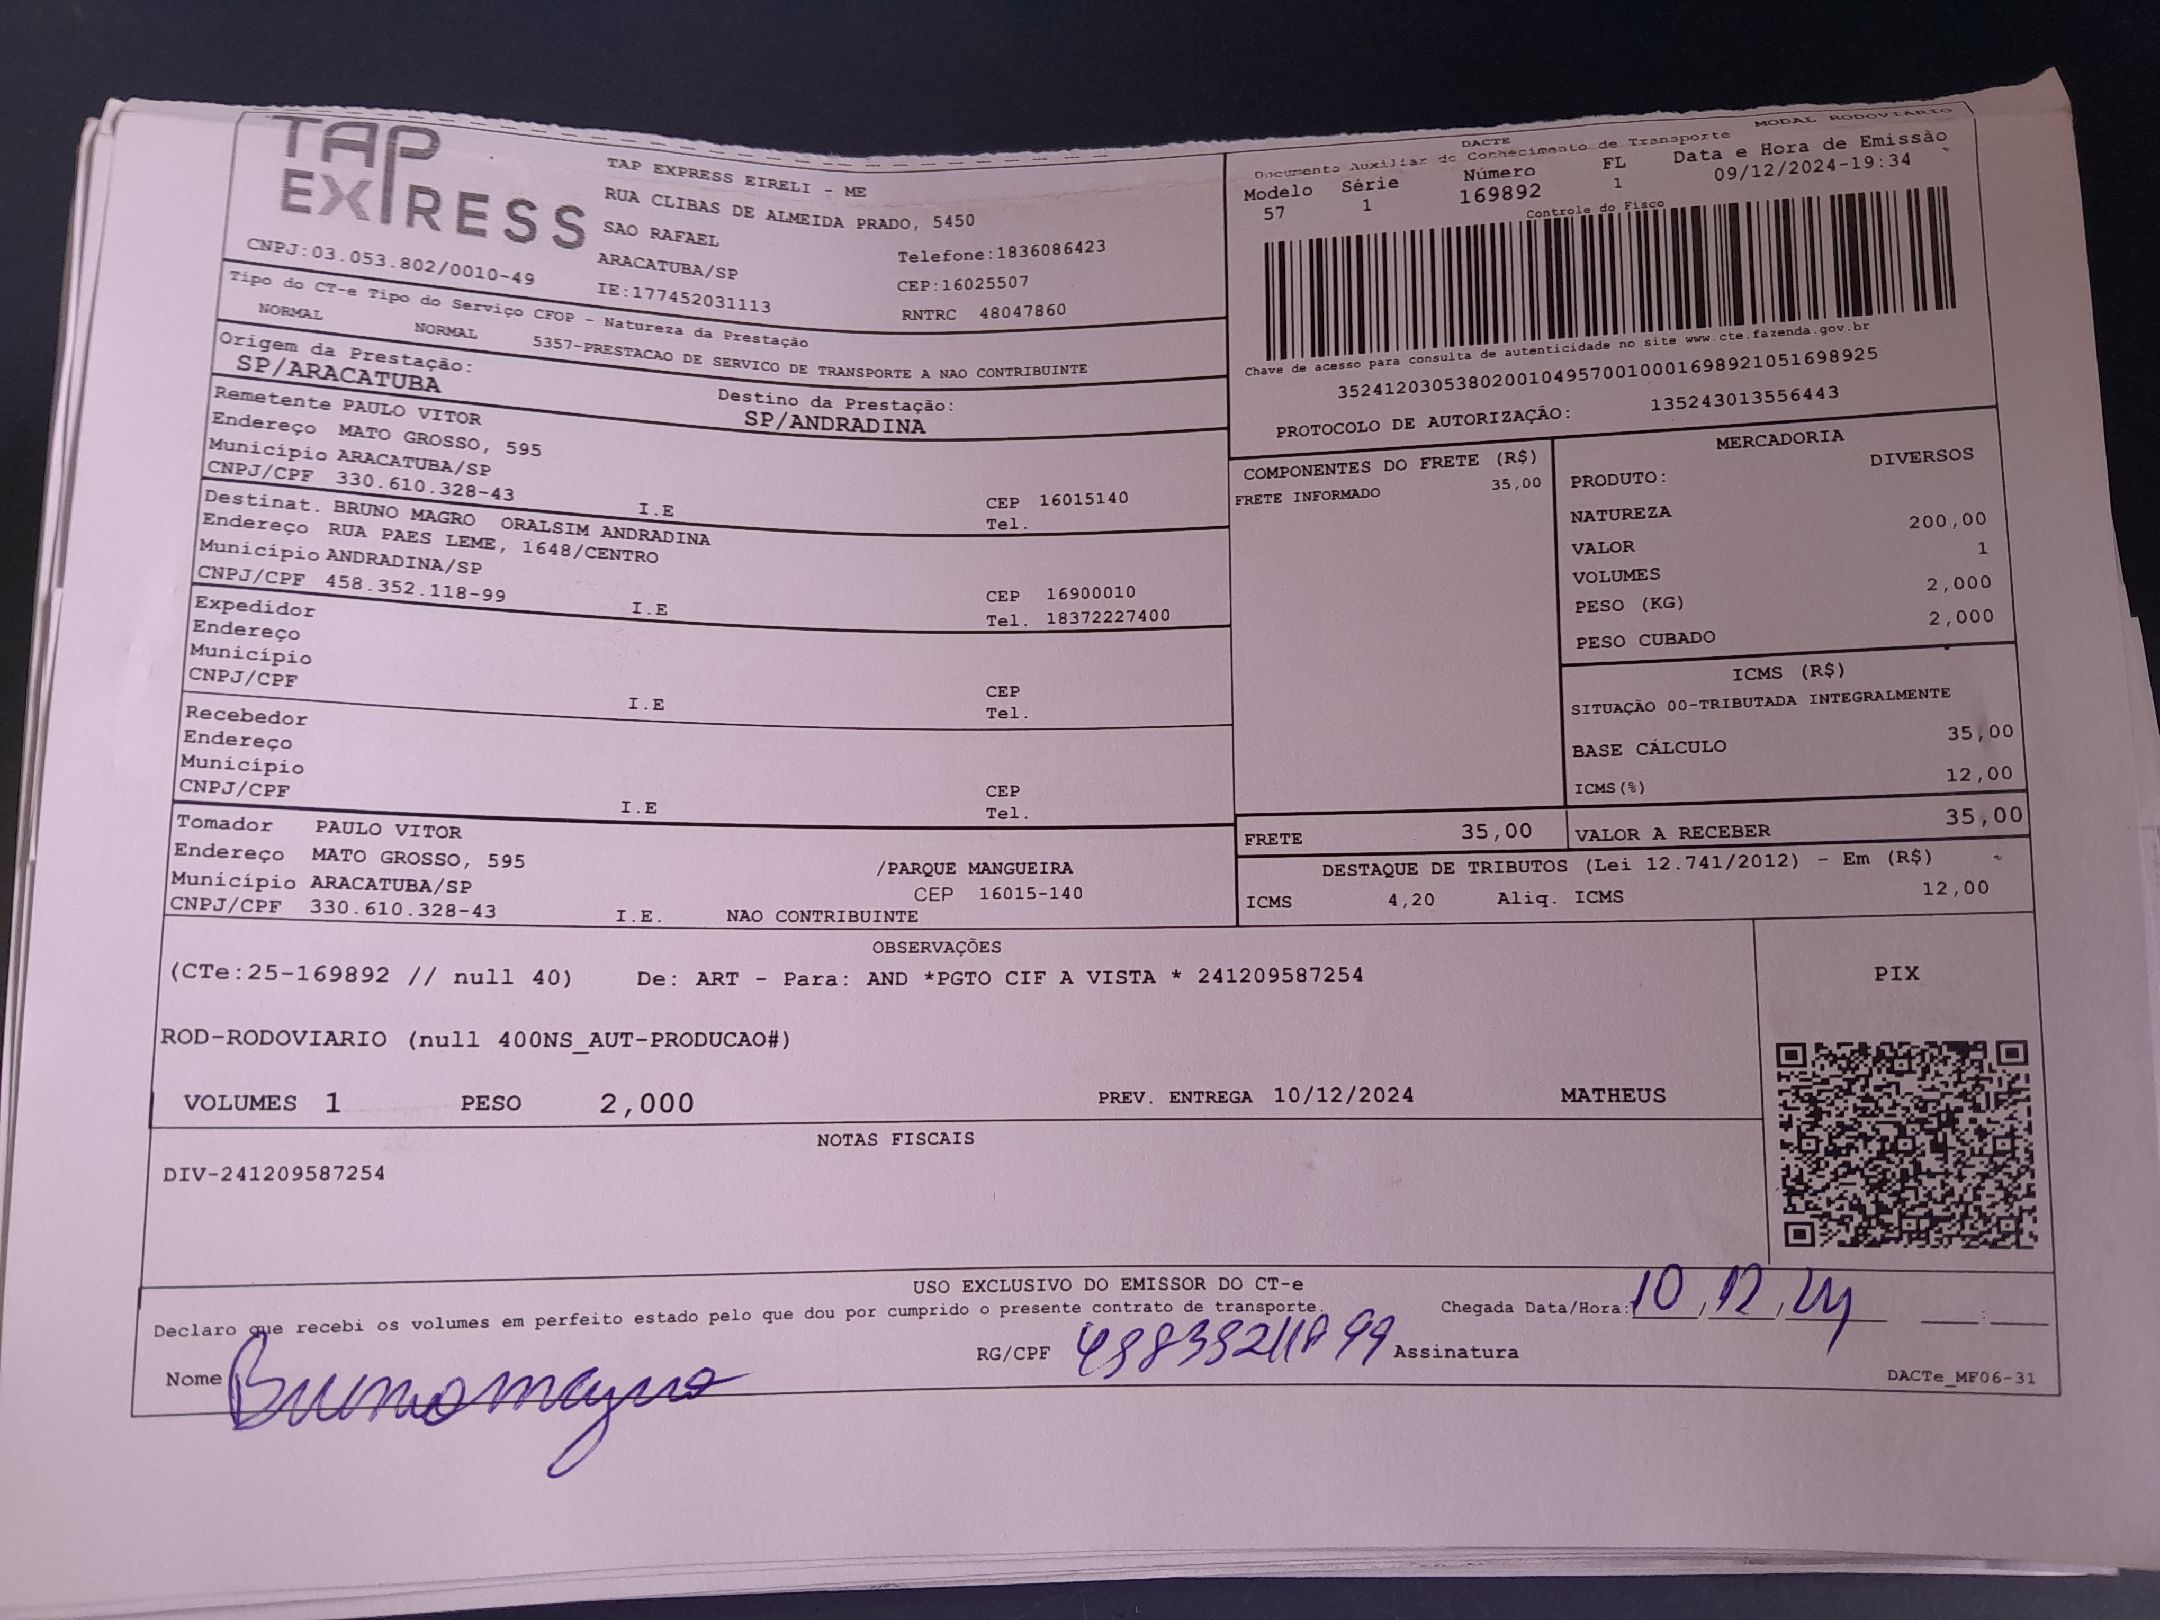 TAP
EXPRESS
TAP EXPRESS EIRELI - ME
RUA CLIBAS DE ALMEIDA PRADO, 5450
SAO RAFAEL
ARACATUBA/SP
Telefone:1836086423
CNPJ:03.053.802/0010-49
IE:177452031113
CEP:16025507
RNTRC 48047860
DACTE
MODAL RODOVIARIO
Documento Auxiliar do Conhecimento de Transporte
Modelo Série Número FL Data e Hora de Emissão
57 1 169892 1 09/12/2024-19:34
Controle do Fisco
Chave de acesso para consulta de autenticidade no site www.cte.fazenda.gov.br
35241203053802001049570010001698921051698925
PROTOCOLO DE AUTORIZAÇÃO: 135243013556443
Tipo do CT-e Tipo do Serviço CFOP - Natureza da Prestação
NORMAL NORMAL 5357-PRESTACAO DE SERVICO DE TRANSPORTE A NAO CONTRIBUINTE
Origem da Prestação: Destino da Prestação:
SP/ARACATUBA SP/ANDRADINA
Remetente PAULO VITOR
Endereço MATO GROSSO, 595
Município ARACATUBA/SP CEP 16015140
CNPJ/CPF 330.610.328-43 I.E Tel.
Destinat. BRUNO MAGRO ORALSIM ANDRADINA
Endereço RUA PAES LEME, 1648/CENTRO
Município ANDRADINA/SP CEP 16900010
CNPJ/CPF 458.352.118-99 I.E Tel. 18372227400
Expedidor
Endereço
Município CEP
CNPJ/CPF I.E Tel.
Recebedor
Endereço
Município CEP
CNPJ/CPF I.E Tel.
Tomador PAULO VITOR
Endereço MATO GROSSO, 595 /PARQUE MANGUEIRA
Município ARACATUBA/SP CEP 16015-140
CNPJ/CPF 330.610.328-43 I.E. NAO CONTRIBUINTE
COMPONENTES DO FRETE (R$)
FRETE INFORMADO 35,00
MERCADORIA
PRODUTO: DIVERSOS
NATUREZA
VALOR 200,00
VOLUMES 1
PESO (KG) 2,000
PESO CUBADO 2,000
ICMS (R$)
SITUAÇÃO 00-TRIBUTADA INTEGRALMENTE
BASE CÁLCULO 35,00
ICMS(%) 12,00
FRETE 35,00 VALOR A RECEBER 35,00
DESTAQUE DE TRIBUTOS (Lei 12.741/2012) - Em (R$)
ICMS 4,20 Aliq. ICMS 12,00
OBSERVAÇÕES
(CTe:25-169892 // null 40) De: ART - Para: AND *PGTO CIF A VISTA * 241209587254
ROD-RODOVIARIO (null 400NS_AUT-PRODUCAO#)
VOLUMES 1 PESO 2,000 PREV. ENTREGA 10/12/2024 MATHEUS
PIX
NOTAS FISCAIS
DIV-241209587254
USO EXCLUSIVO DO EMISSOR DO CT-e
Declaro que recebi os volumes em perfeito estado pelo que dou por cumprido o presente contrato de transporte.
Chegada Data/Hora: 10/12/24 :
Nome Bruno magro RG/CPF Assinatura
DACTe_MF06-31